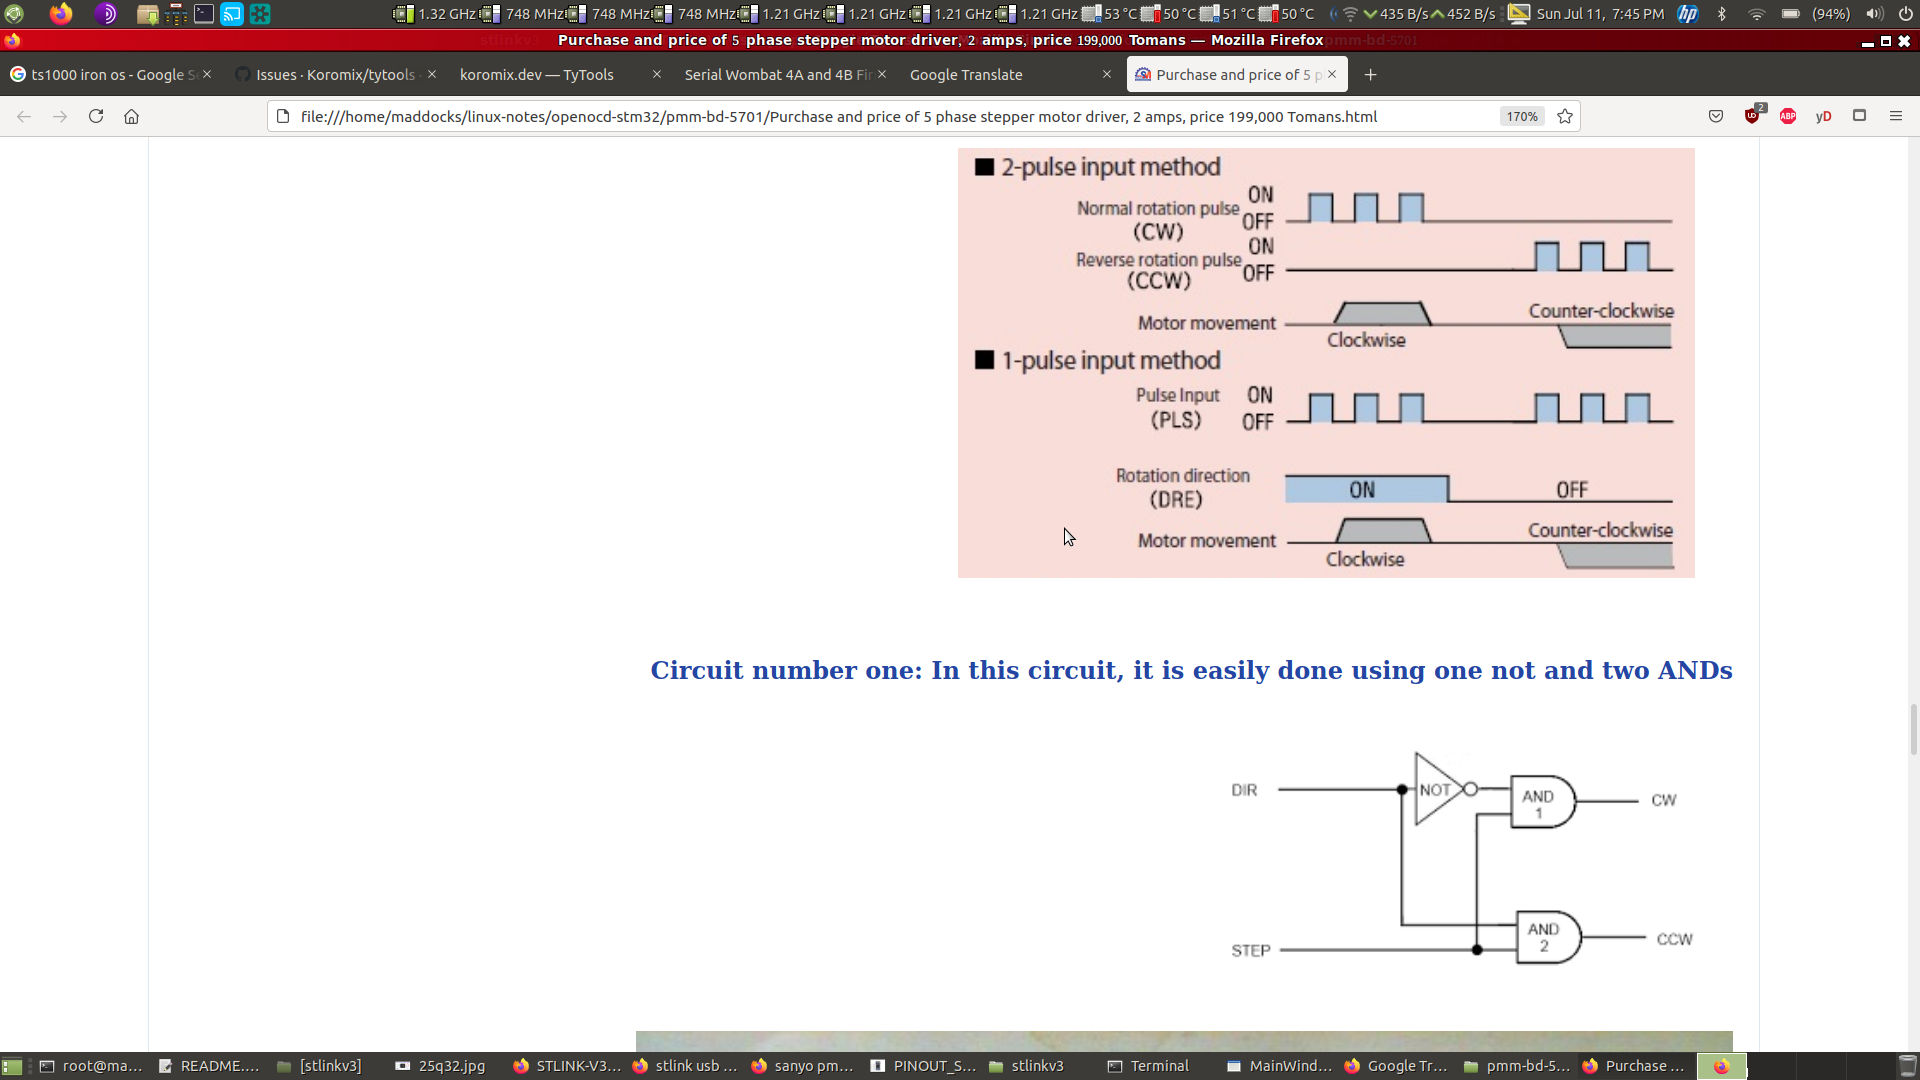 1.32 GHz 748 MHz 748 MHz 748 MHz 1.21 GHz 1.21 GHz 1.21 GHz 1.21 GHz 53 °C 50 °C 51 °C 50 °C 435 B/s 452 B/s Sun Jul 11, 7:45 PM hp (94%)
Purchase and price of 5 phase stepper motor driver, 2 amps, price 199,000 Tomans — Mozilla Firefox
ts1000 iron os - Google S
Issues · Koromix/tytools
koromix.dev — TyTools
Serial Wombat 4A and 4B Fir
Google Translate
Purchase and price of 5 p
file:///home/maddocks/linux-notes/openocd-stm32/pmm-bd-5701/Purchase and price of 5 phase stepper motor driver, 2 amps, price 199,000 Tomans.html
170%
2
ABP
yD
2-pulse input method
Normal rotation pulse ON
(CW) OFF
Reverse rotation pulse ON
(CCW) OFF
Motor movement
Clockwise
Counter-clockwise
1-pulse input method
Pulse Input ON
(PLS) OFF
Rotation direction
(DRE)
ON OFF
Motor movement
Clockwise
Counter-clockwise
Circuit number one: In this circuit, it is easily done using one not and two ANDs
DIR NOT AND 1 CW
STEP AND 2 CCW
root@ma... README.... [stlinkv3] 25q32.jpg STLINK-V3... stlink usb ... sanyo pm... PINOUT_S... stlinkv3 Terminal MainWind... Google Tr... pmm-bd-5... Purchase ...